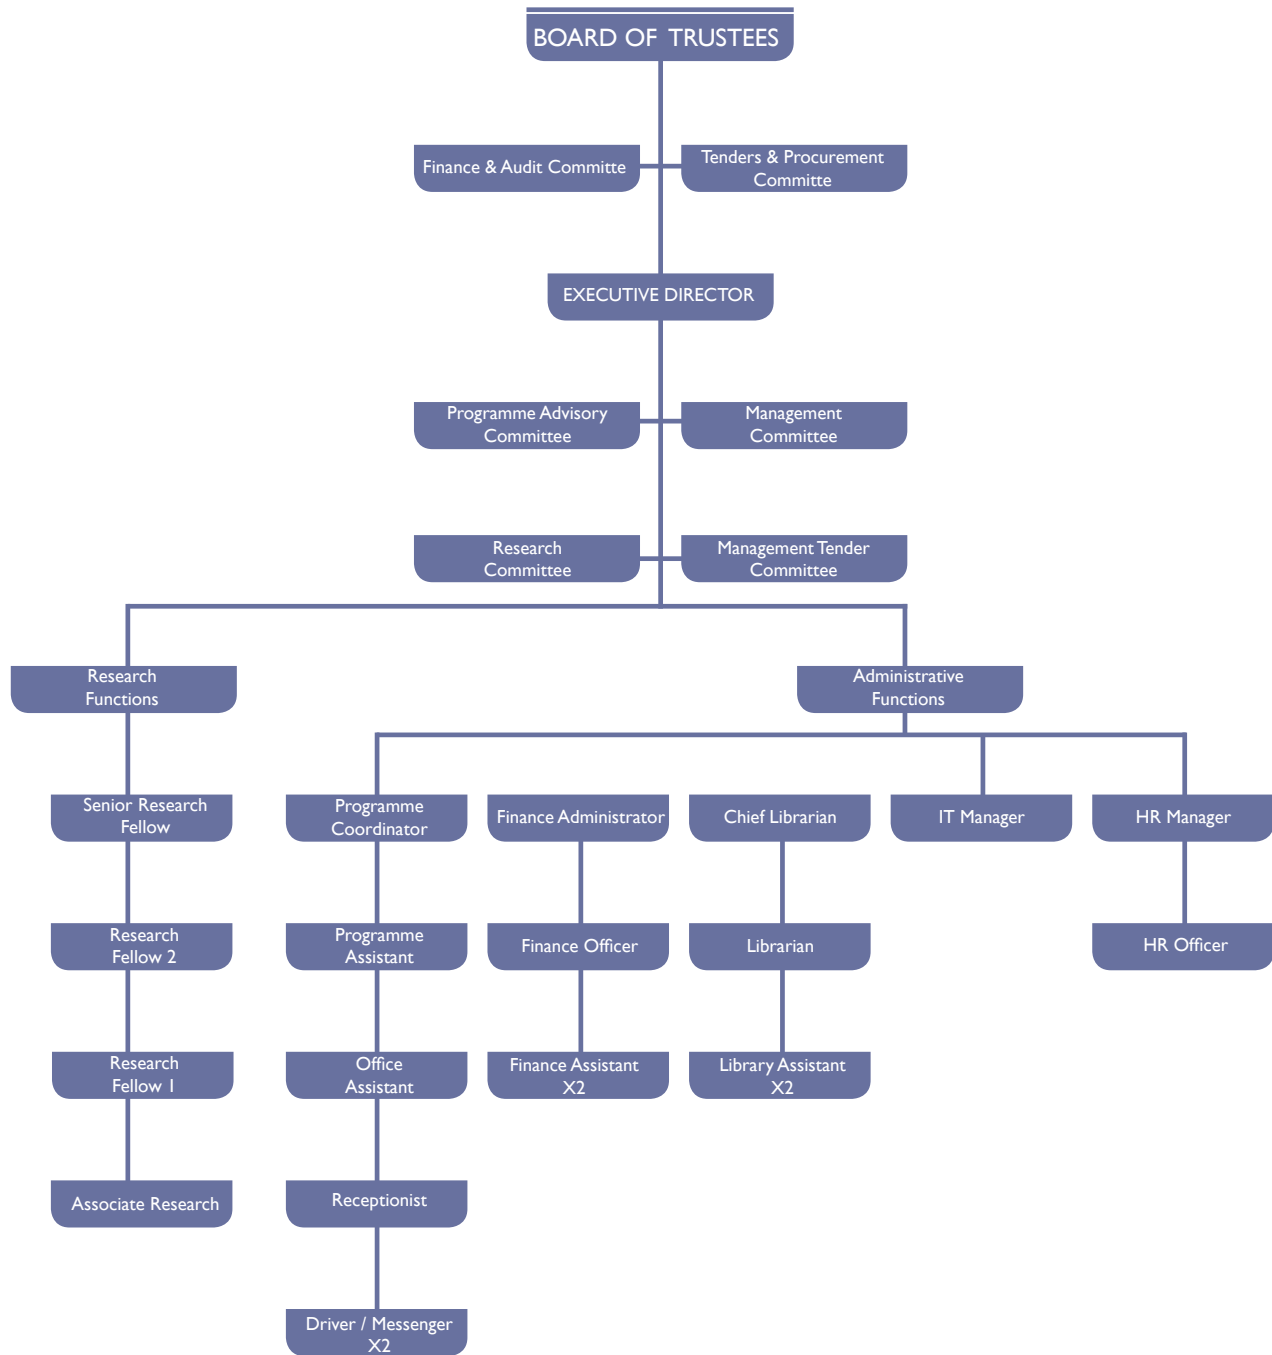 BOARD OF TRUSTEES
Finance & Audit Committe
Tenders & Procurement
Committe
EXECUTIVE DIRECTOR
Programme Advisory
Committee
Management
Committee
Research
Committee
Management Tender
Committee
Research
Functions
Administrative
Functions
Senior Research
Fellow
Programme
Coordinator
Finance Administrator
Chief Librarian
IT Manager
HR Manager
Research
Fellow 2
Programme
Assistant
Finance Officer
Librarian
HR Officer
Research
Fellow 1
Office
Assistant
Finance Assistant
X2
Library Assistant
X2
Associate Research
Receptionist
Driver / Messenger
X2